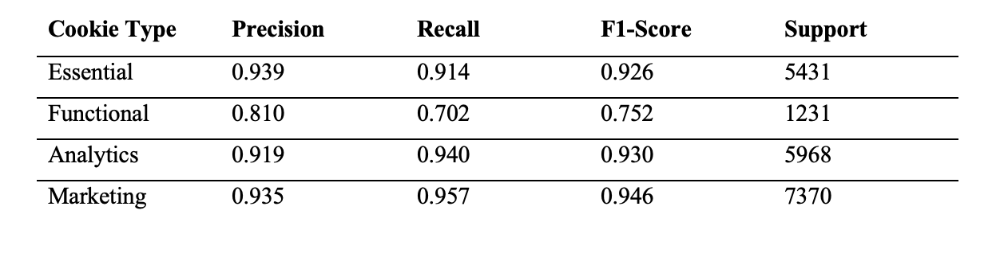 Cookie Type Precision Recall F1-Score Support
Essential 0.939 0.914 0.926 5431
Functional 0.810 0.702 0.752 1231
Analytics 0.919 0.940 0.930 5968
Marketing 0.935 0.957 0.946 7370